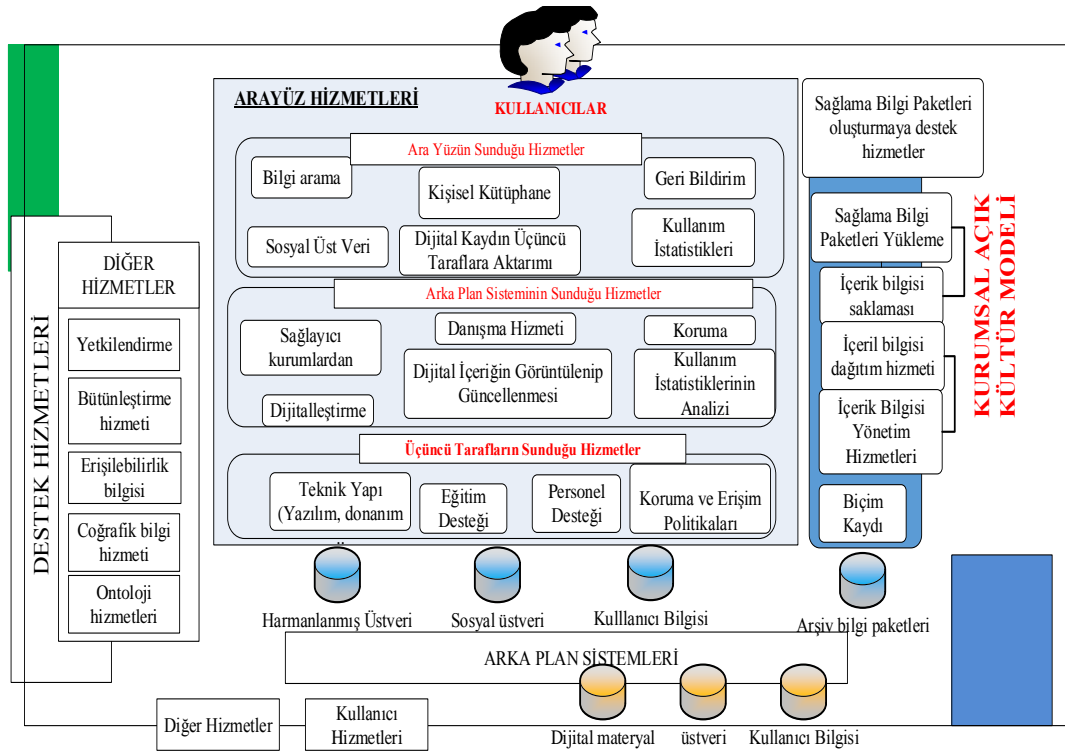 ARAYÜZ HİZMETLERİ
KULLANICILAR
Ara Yüzün Sunduğu Hizmetler
Bilgi arama
Kişisel Kütüphane
Geri Bildirim
Sosyal Üst Veri
Dijital Kaydın Üçüncü
Taraflara Aktarımı
Kullanım
İstatistikleri
Arka Plan Sisteminin Sunduğu Hizmetler
Sağlayıcı
kurumlardan
Danışma Hizmeti
Koruma
Dijitalleştirme
Dijital İçeriğin Görüntülenip
Güncellenmesi
Kullanım
İstatistiklerinin
Analizi
Üçüncü Tarafların Sunduğu Hizmetler
Teknik Yapı
(Yazılım, donanım
Eğitim
Desteği
Personel
Desteği
Koruma ve Erişim
Politikaları
Sağlama Bilgi Paketleri
oluşturmaya destek
hizmetler
Sağlama Bilgi
Paketleri Yükleme
İçerik bilgisi
saklaması
İçeril bilgisi
dağıtım hizmeti
İçerik Bilgisi
Yönetim
Hizmetleri
Biçim
Kaydı
KURUMSAL AÇIK
KÜLTÜR MODELİ
DESTEK HİZMETLERİ
DİĞER
HİZMETLER
Yetkilendirme
Bütünleştirme
hizmeti
Erişilebilirlik
bilgisi
Coğrafik bilgi
hizmeti
Ontoloji
hizmetleri
Harmanlanmış Üstveri
Sosyal üstveri
Kulllanıcı Bilgisi
Arşiv bilgi paketleri
ARKA PLAN SİSTEMLERİ
Diğer Hizmetler
Kullanıcı
Hizmetleri
Dijital materyal
üstveri
Kullanıcı Bilgisi